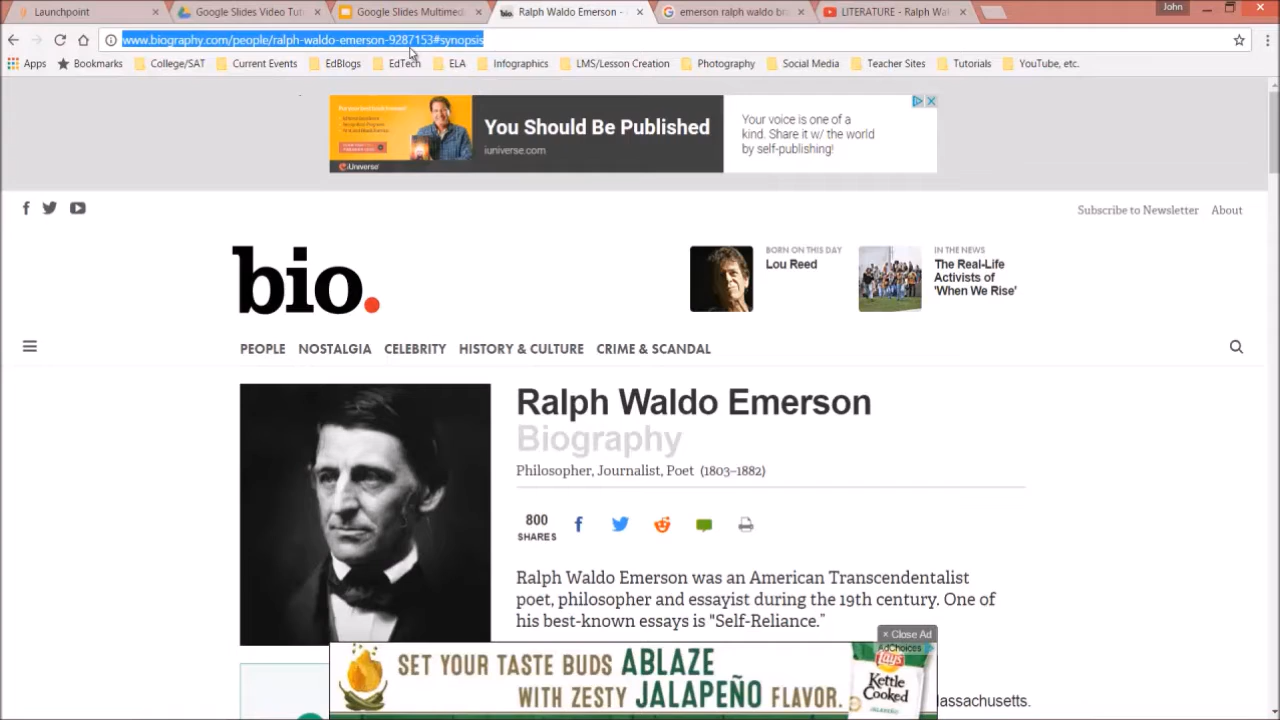 Launchpoint
Google Slides Video Tut
Google Slides Multimed
Ralph Waldo Emerson -
emerson ralph waldo bi
LITERATURE - Ralph Wa
John
www.biography.com/people/ralph-waldo-emerson-9287153#synopsis
Apps Bookmarks College/SAT Current Events EdBlogs EdTech ELA Infographics LMS/Lesson Creation Photography Social Media Teacher Sites Tutorials YouTube, etc.
You Should Be Published
iuniverse.com
iUniverse
Your voice is one of a
kind. Share it w/ the world
by self-publishing!
Subscribe to Newsletter About
bio.
BORN ON THIS DAY
Lou Reed
IN THE NEWS
The Real-Life
Activists of
'When We Rise'
PEOPLE NOSTALGIA CELEBRITY HISTORY & CULTURE CRIME & SCANDAL
Ralph Waldo Emerson
Biography
Philosopher, Journalist, Poet (1803–1882)
800
SHARES
Ralph Waldo Emerson was an American Transcendentalist
poet, philosopher and essayist during the 19th century. One of
his best-known essays is "Self-Reliance."
× Close Ad
AdChoices
SET YOUR TASTE BUDS ABLAZE
WITH ZESTY JALAPEÑO FLAVOR.
Lay's
Kettle
Cooked
lassachusetts.